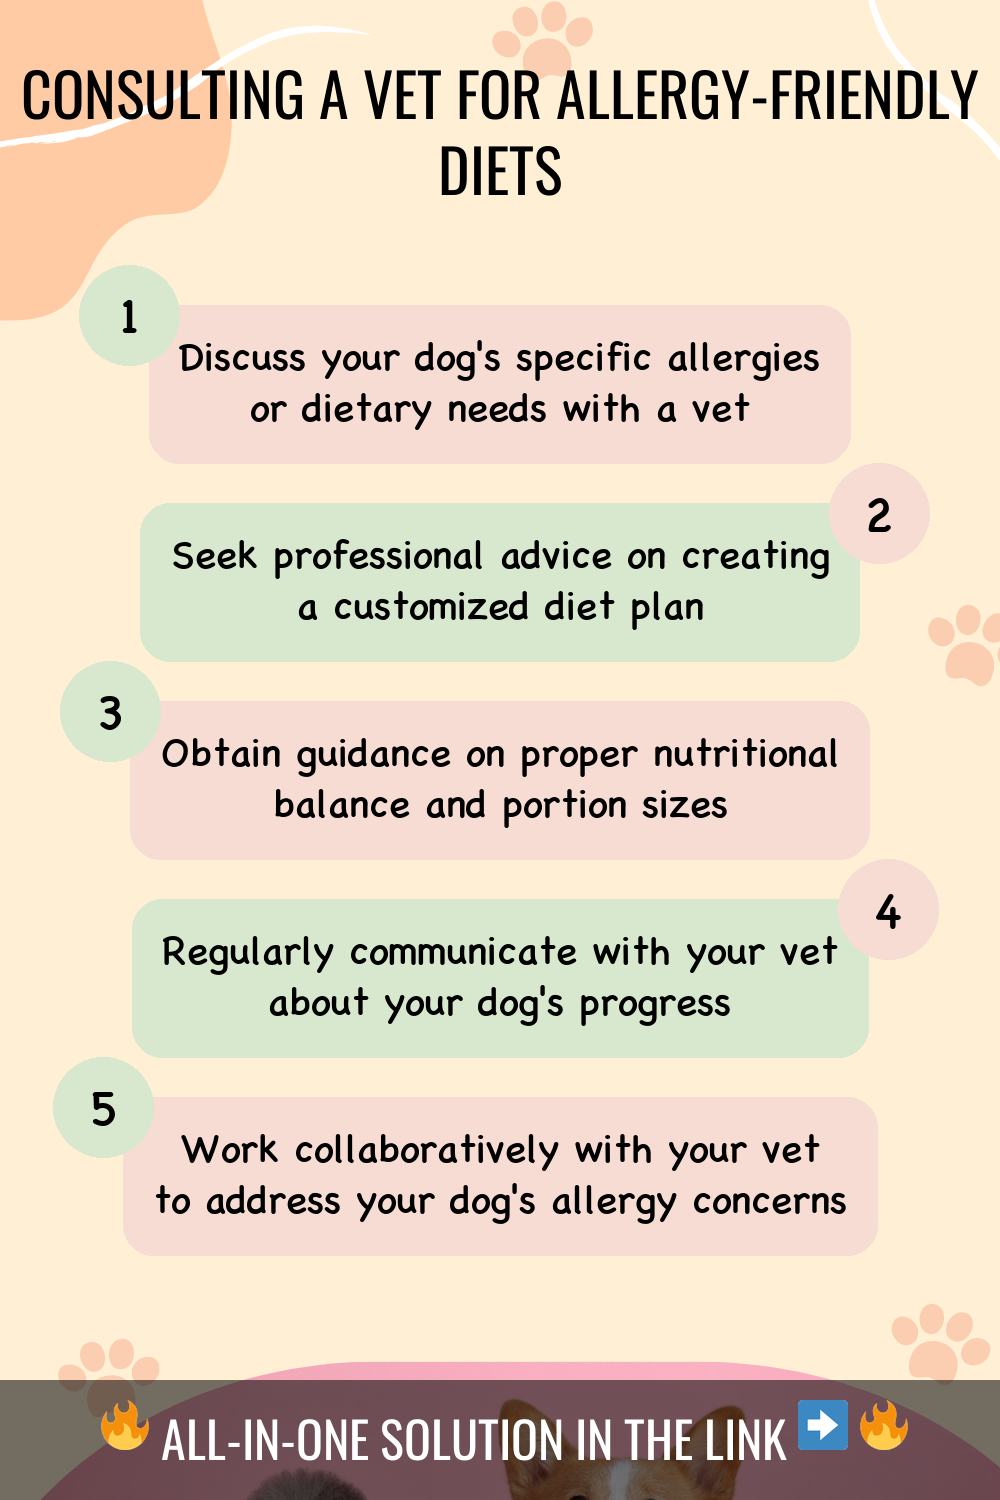 CONSULTING A VET FOR ALLERGY-FRIENDLY
DIETS
1
Discuss your dog's specific allergies
or dietary needs with a vet
2
Seek professional advice on creating
a customized diet plan
3
Obtain guidance on proper nutritional
balance and portion sizes
4
Regularly communicate with your vet
about your dog's progress
5
Work collaboratively with your vet
to address your dog's allergy concerns
🔥 ALL-IN-ONE SOLUTION IN THE LINK ➡️ 🔥